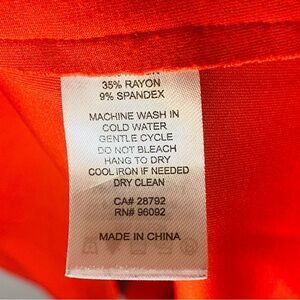 35% RAYON
9% SPANDEX
MACHINE WASH IN
COLD WATER
GENTLE CYCLE
DO NOT BLEACH
HANG TO DRY
COOL IRON IF NEEDED
DRY CLEAN
CA# 28792
RN# 96092
MADE IN CHINA